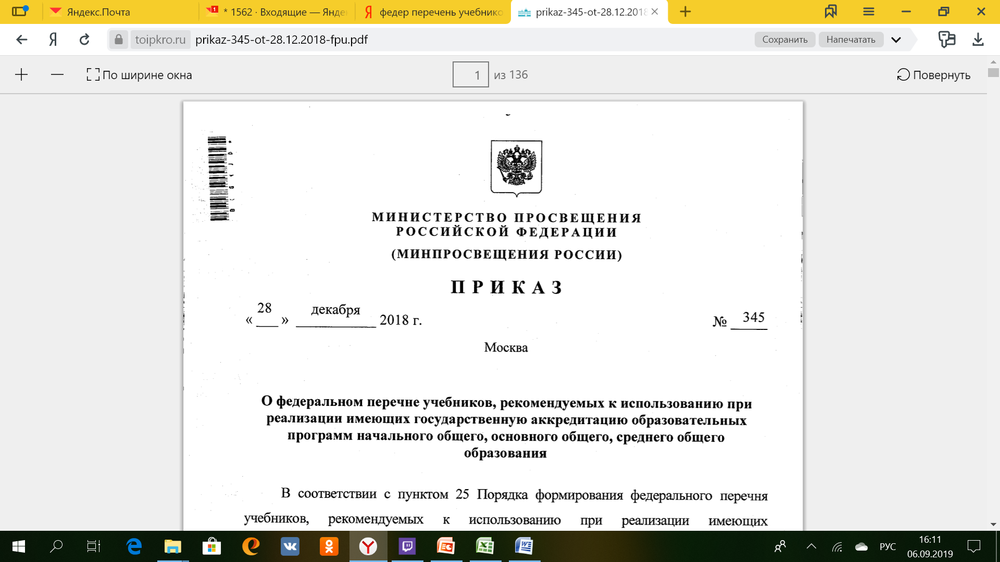 Яндекс.Почта
1
* 1562 · Входящие — Янде
Я
федер перечень учебнико
prikaz-345-от-28.12.2018
Я
toipkro.ru
prikaz-345-ot-28.12.2018-fpu.pdf
Сохранить
Напечатать
По ширине окна
1 из 136
Повернуть
МИНИСТЕРСТВО ПРОСВЕЩЕНИЯ
РОССИЙСКОЙ ФЕДЕРАЦИИ
(МИНПРОСВЕЩЕНИЯ РОССИИ)
ПРИКАЗ
« 28 » декабря 2018 г.
№ 345
Москва
О федеральном перечне учебников, рекомендуемых к использованию при
реализации имеющих государственную аккредитацию образовательных
программ начального общего, основного общего, среднего общего
образования
В соответствии с пунктом 25 Порядка формирования федерального перечня
учебников, рекомендуемых к использованию при реализации имеющих
РУС
16:11
06.09.2019